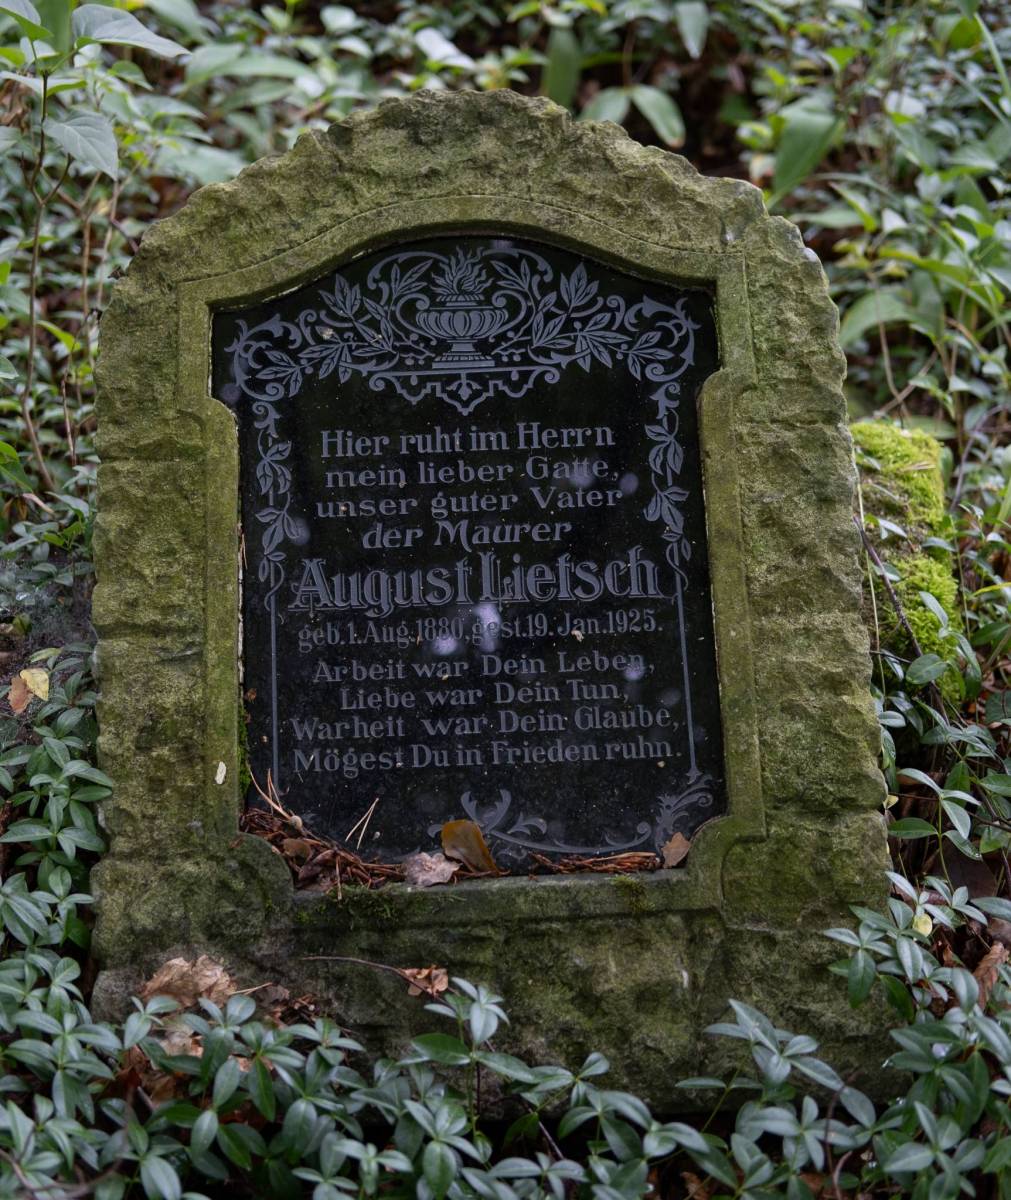 Hier ruht im Herrn
mein lieber Gatte,
unser guter Vater
der Maurer
August Lietsch
geb. 1. Aug. 1880, gest. 19. Jan. 1925.
Arbeit war Dein Leben,
Liebe war Dein Tun,
Warheit war Dein Glaube,
Mögest Du in Frieden ruhn.